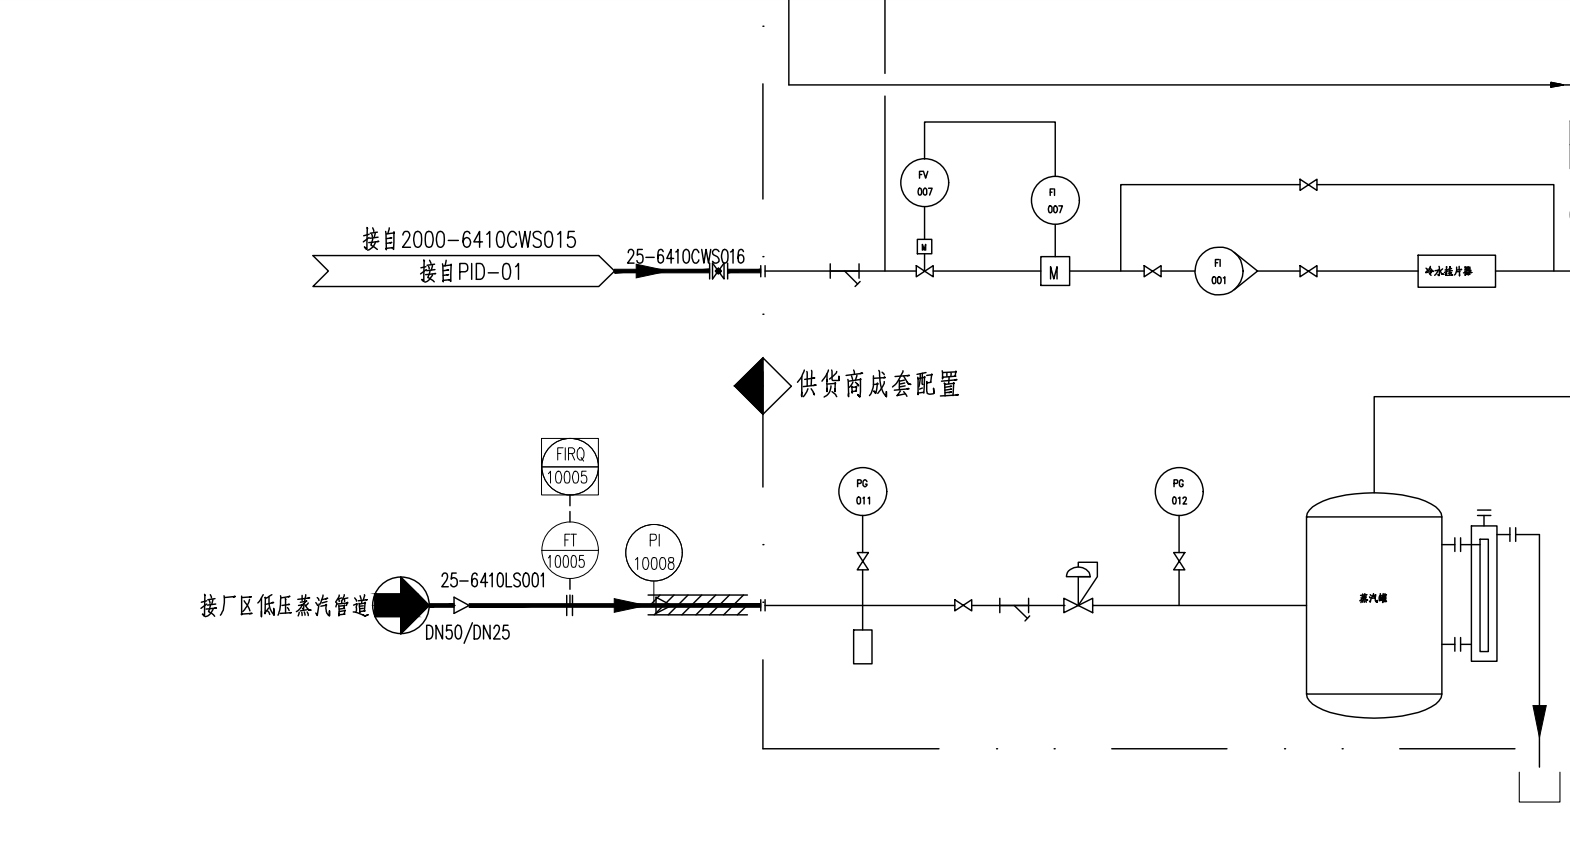 FV
007
FI
007
接自2000-6410CWS015
25-6410CWS016
接自PID-01
M
M
FI
001
冷水挂片器
供货商成套配置
FIRQ
10005
PG
011
PG
012
FT
10005
PI
10008
25-6410LS001
接厂区低压蒸汽管道
DN50/DN25
蒸汽罐